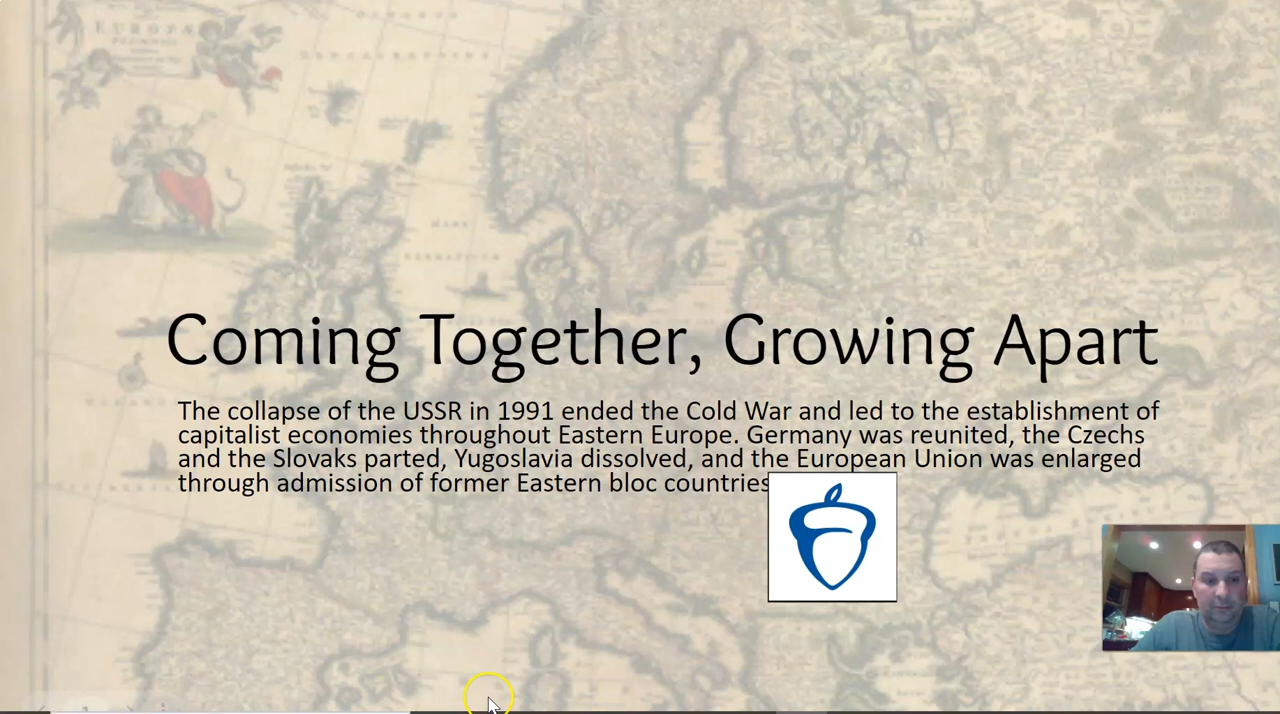 EUROPA
Coming Together, Growing Apart
The collapse of the USSR in 1991 ended the Cold War and led to the establishment of
capitalist economies throughout Eastern Europe. Germany was reunited, the Czechs
and the Slovaks parted, Yugoslavia dissolved, and the European Union was enlarged
through admission of former Eastern bloc countries